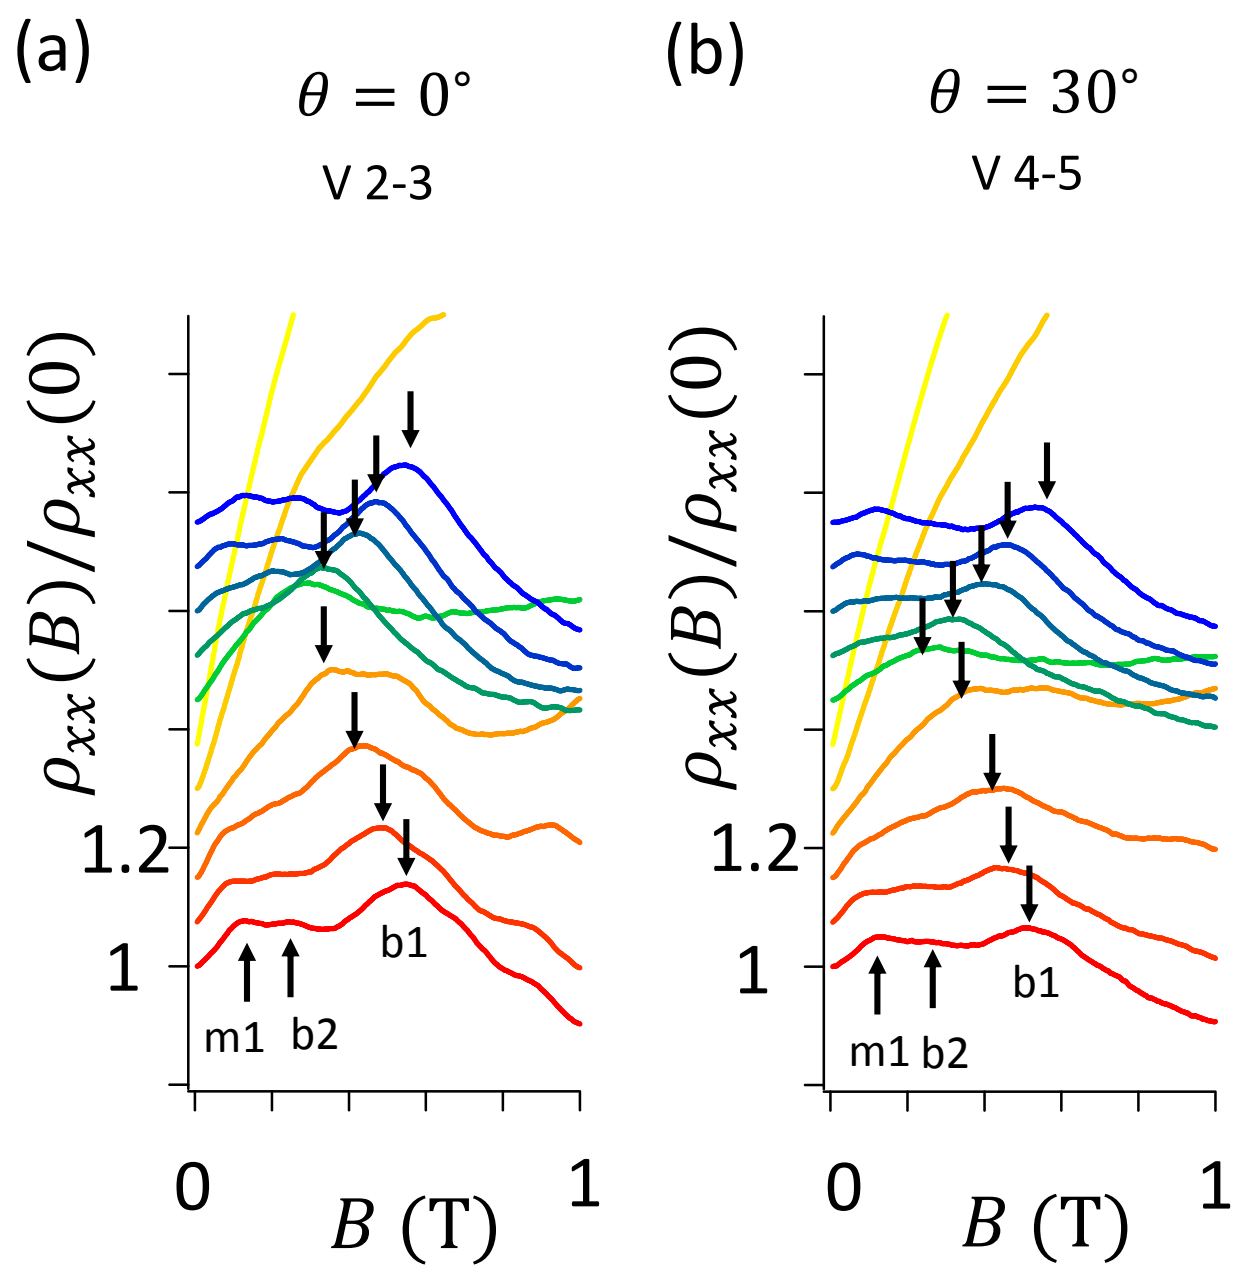 (a)
θ = 0°
V 2-3
ρxx(B)/ρxx(0)
1.2
1
m1
b2
b1
0
1
B (T)
(b)
θ = 30°
V 4-5
ρxx(B)/ρxx(0)
1.2
1
m1
b2
b1
0
1
B (T)